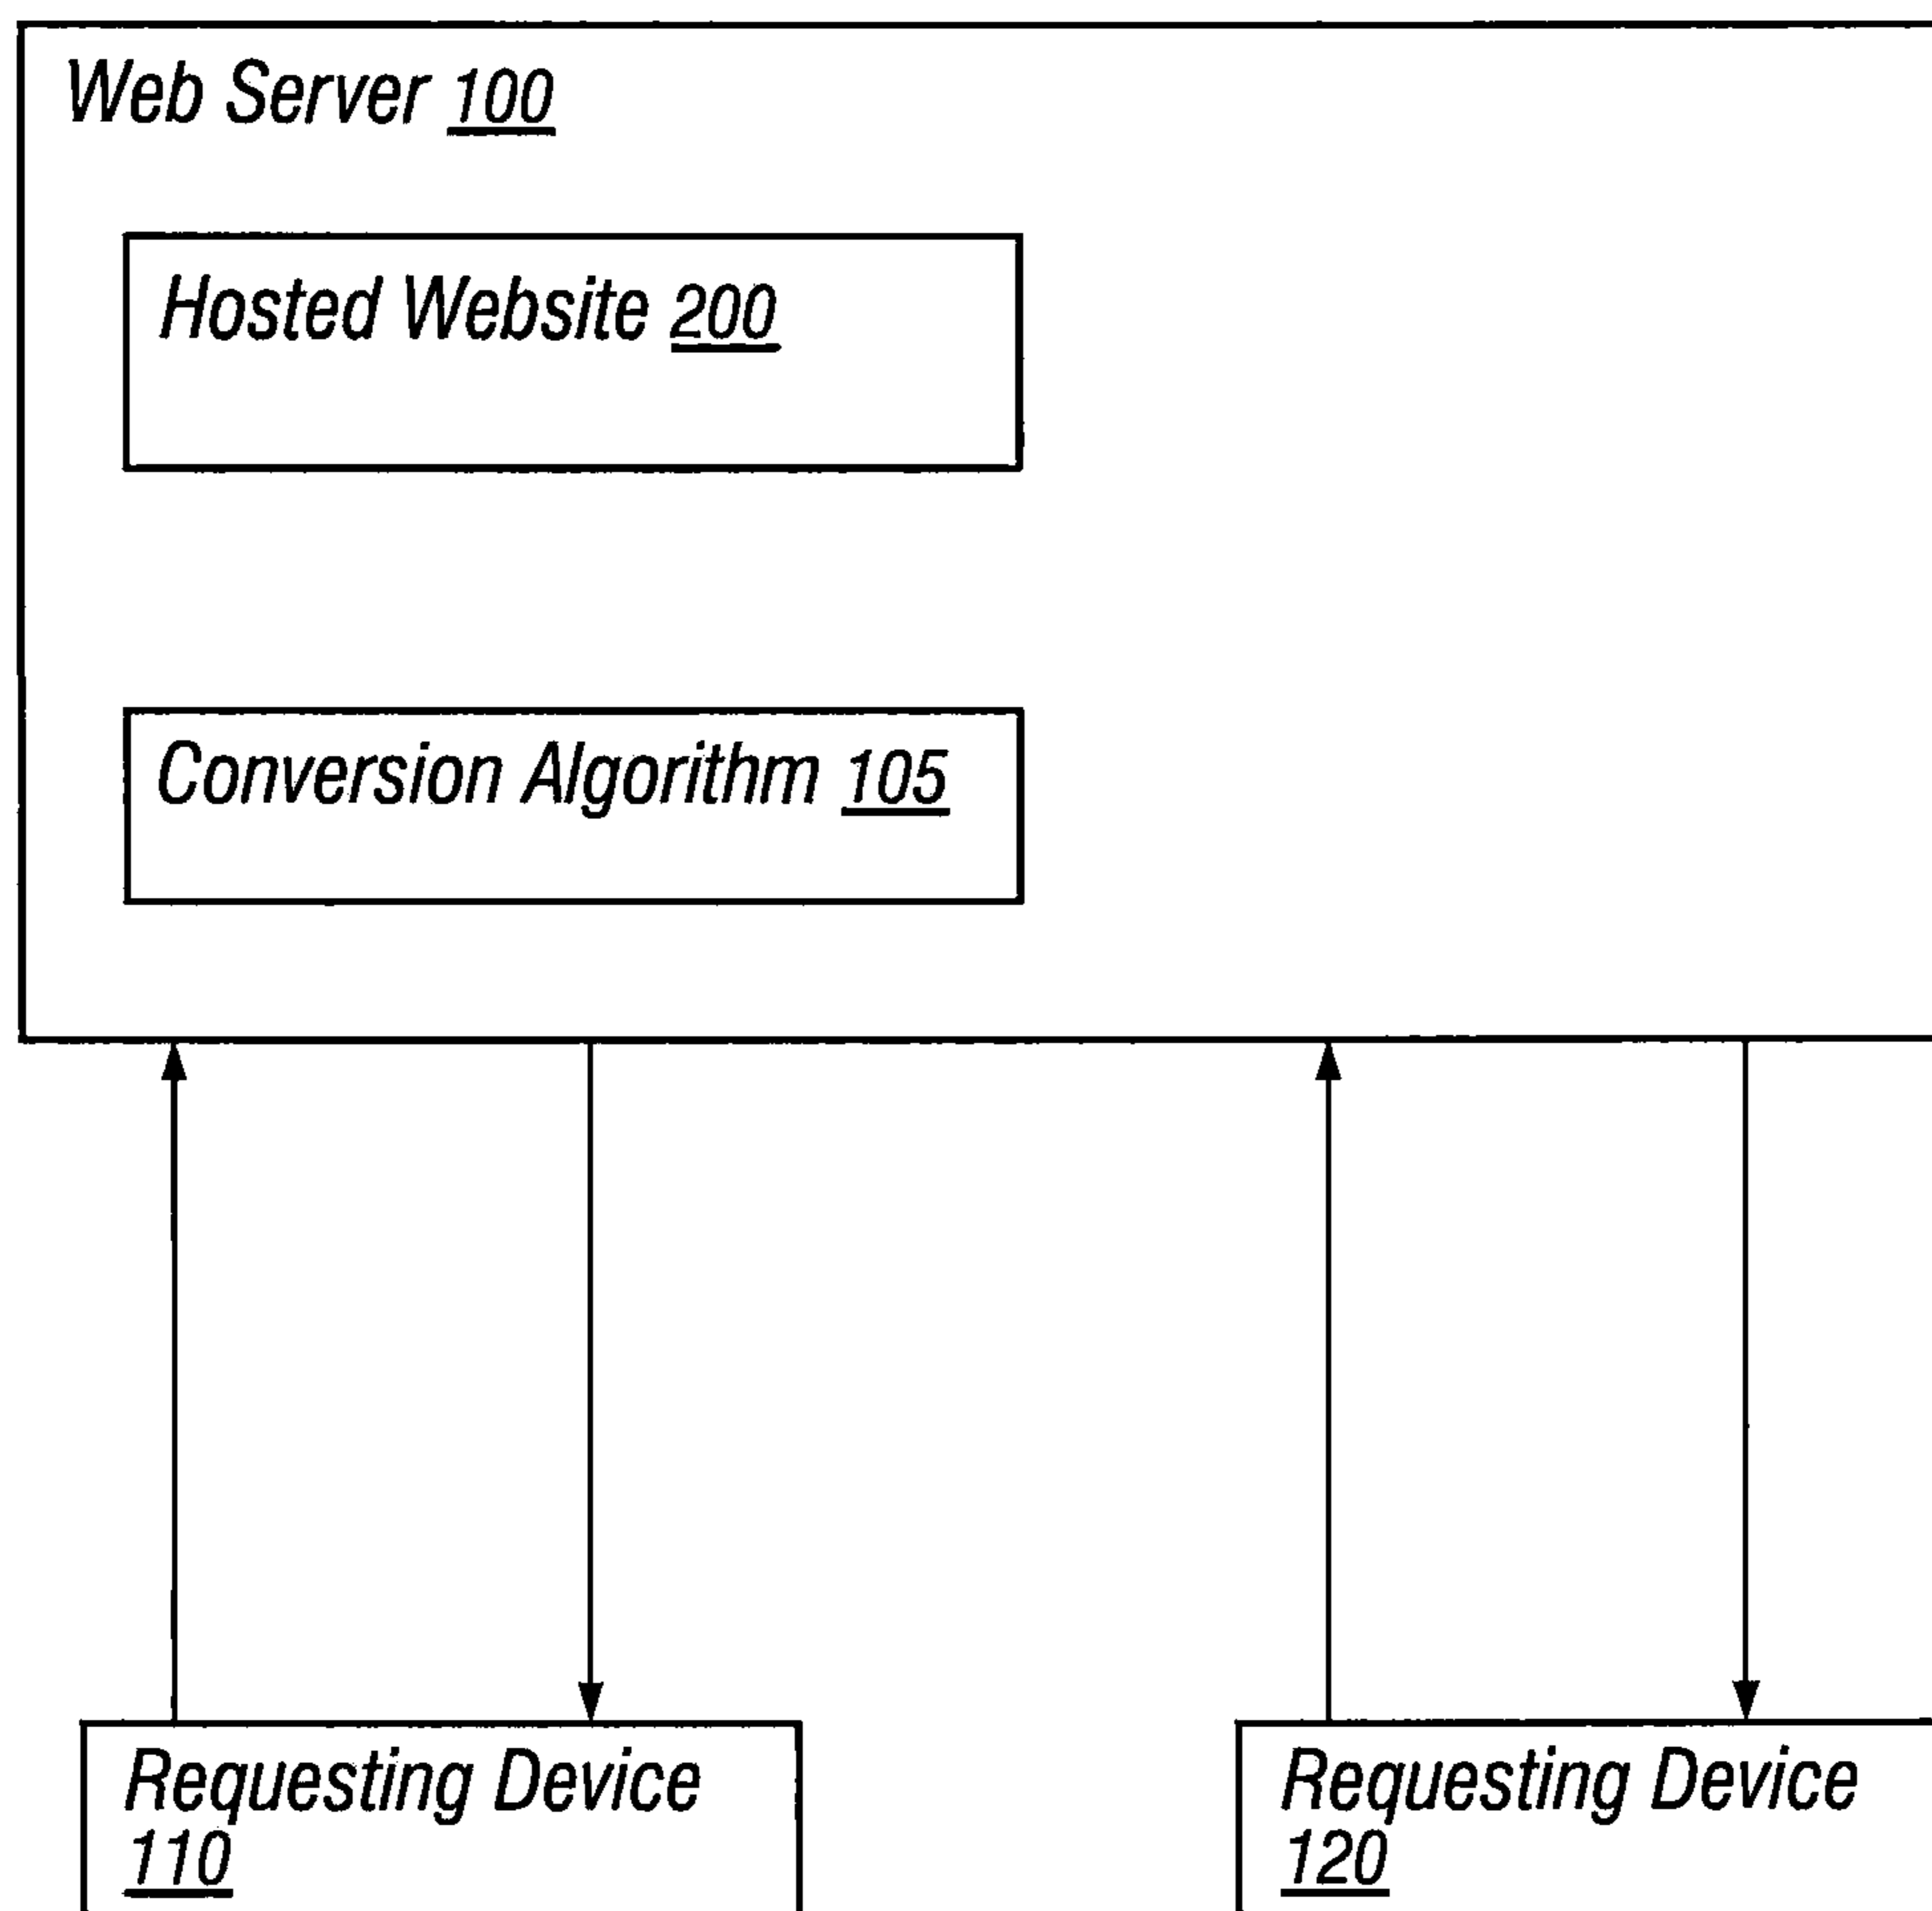 Web Server 100
Hosted Website 200
Conversion Algorithm 105
Requesting Device
110
Requesting Device
120